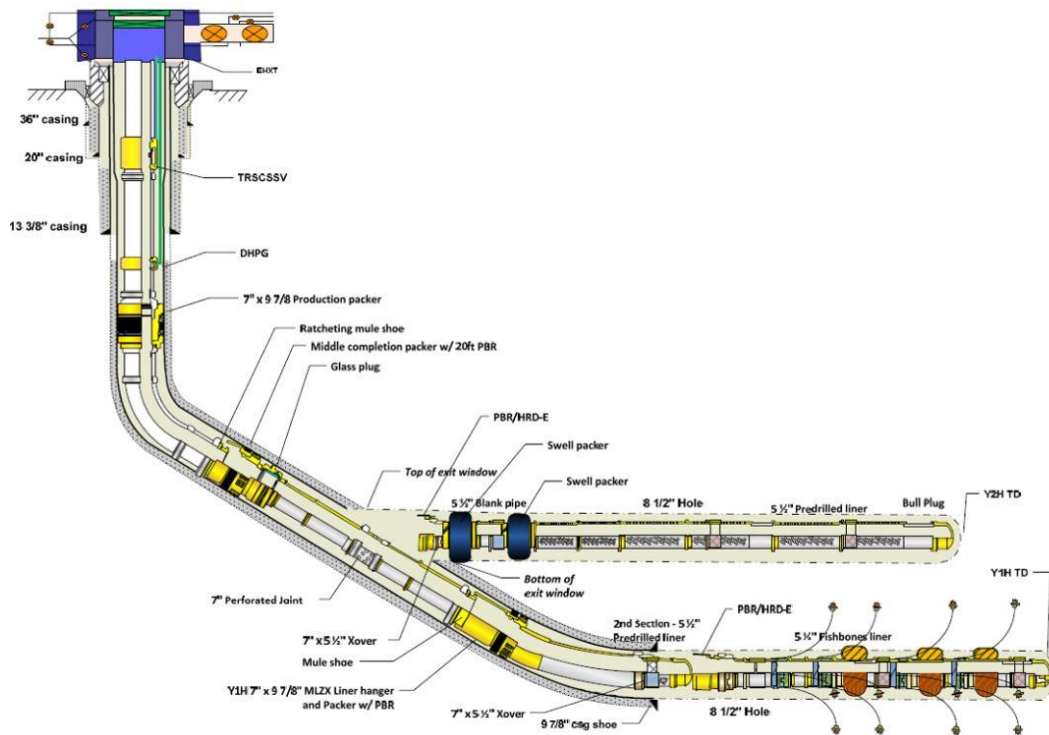 EHXT
36" casing
20" casing
TRSCSSV
13 3/8" casing
DHPG
7" x 9 7/8 Production packer
Ratcheting mule shoe
Middle completion packer w/ 20ft PBR
Glass plug
PBR/HRD-E
Swell packer
Top of exit window
Swell packer
5 ½" Blank pipe
8 1/2" Hole
5 ½" Predrilled liner
Bull Plug
Y2H TD
Bottom of
exit window
Y1H TD
7" Perforated Joint
7" x 5 ½" Xover
Mule shoe
2nd Section - 5 ½"
Predrilled liner
PBR/HRD-E
5 ½" Fishbones liner
Y1H 7" x 9 7/8" MLZX Liner hanger
and Packer w/ PBR
7" x 5 ½" Xover
9 7/8" csg shoe
8 1/2" Hole